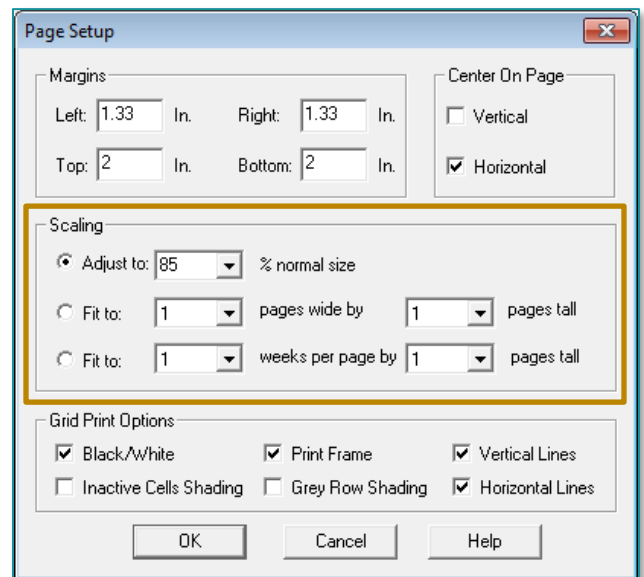 Page Setup
Margins
Left: 1.33 In. Right: 1.33 In.
Top: 2 In. Bottom: 2 In.
Center On Page
Vertical
Horizontal
Scaling
Adjust to: 85 % normal size
Fit to: 1 pages wide by 1 pages tall
Fit to: 1 weeks per page by 1 pages tall
Grid Print Options
Black/White Print Frame Vertical Lines
Inactive Cells Shading Grey Row Shading Horizontal Lines
OK Cancel Help